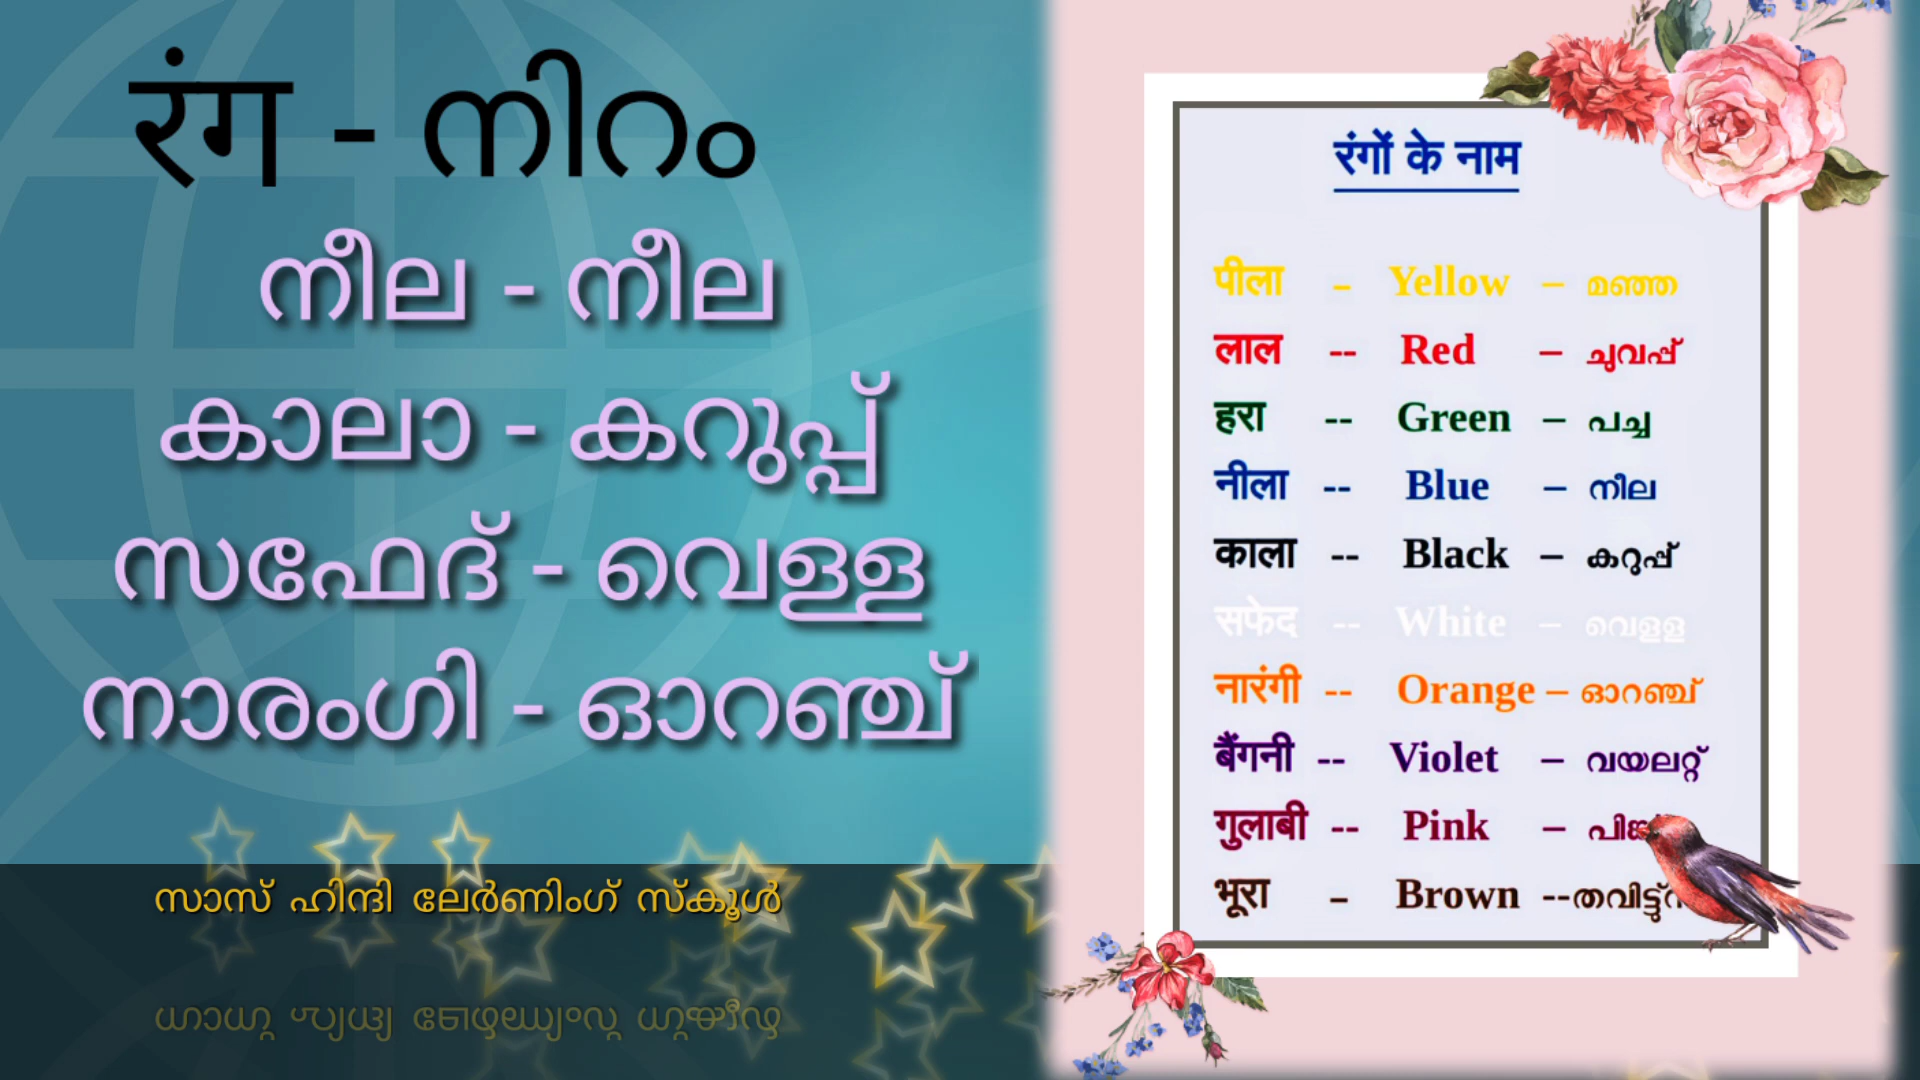 रंग - നിറം
നീല - നീല
കാലാ - കറുപ്പ്
സഫേദ് - വെള്ള
നാരംഗി - ഓറഞ്ച്
സാസ് ഹിന്ദി ലേർണിംഗ് സ്കൂൾ
रंगों के नाम
पीला - Yellow – മഞ്ഞ
लाल -- Red – ചുവപ്പ്
हरा -- Green – പച്ച
नीला -- Blue – നീല
काला -- Black – കറുപ്പ്
सफेद -- White – വെള്ള
नारंगी -- Orange – ഓറഞ്ച്
बैंगनी -- Violet – വയലറ്റ്
गुलाबी -- Pink –
भूरा - Brown --